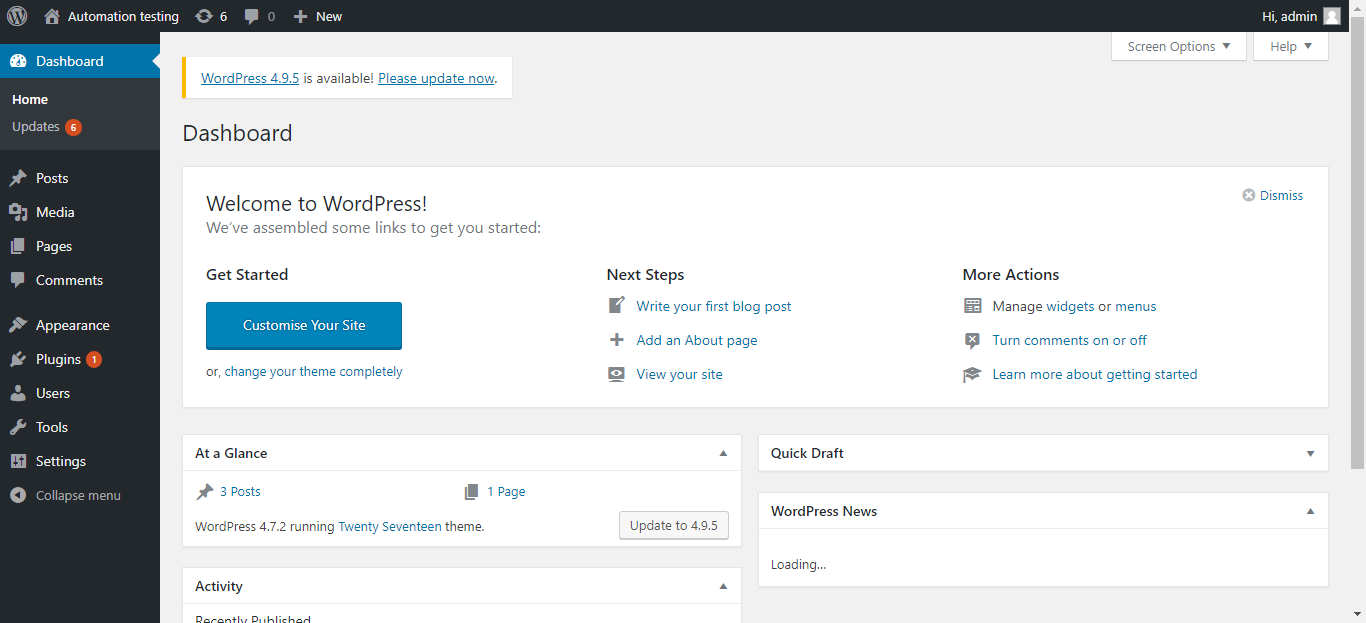 Automation testing 6 0 New Hi, admin
Dashboard
Home
Updates 6
Posts
Media
Pages
Comments
Appearance
Plugins 1
Users
Tools
Settings
Collapse menu
Screen Options Help
WordPress 4.9.5 is available! Please update now.
Dashboard
Welcome to WordPress!
We've assembled some links to get you started:
Dismiss
Get Started
Customise Your Site
or, change your theme completely
Next Steps
Write your first blog post
Add an About page
View your site
More Actions
Manage widgets or menus
Turn comments on or off
Learn more about getting started
At a Glance
3 Posts 1 Page
WordPress 4.7.2 running Twenty Seventeen theme. Update to 4.9.5
Activity
Recently Published
Quick Draft
WordPress News
Loading...